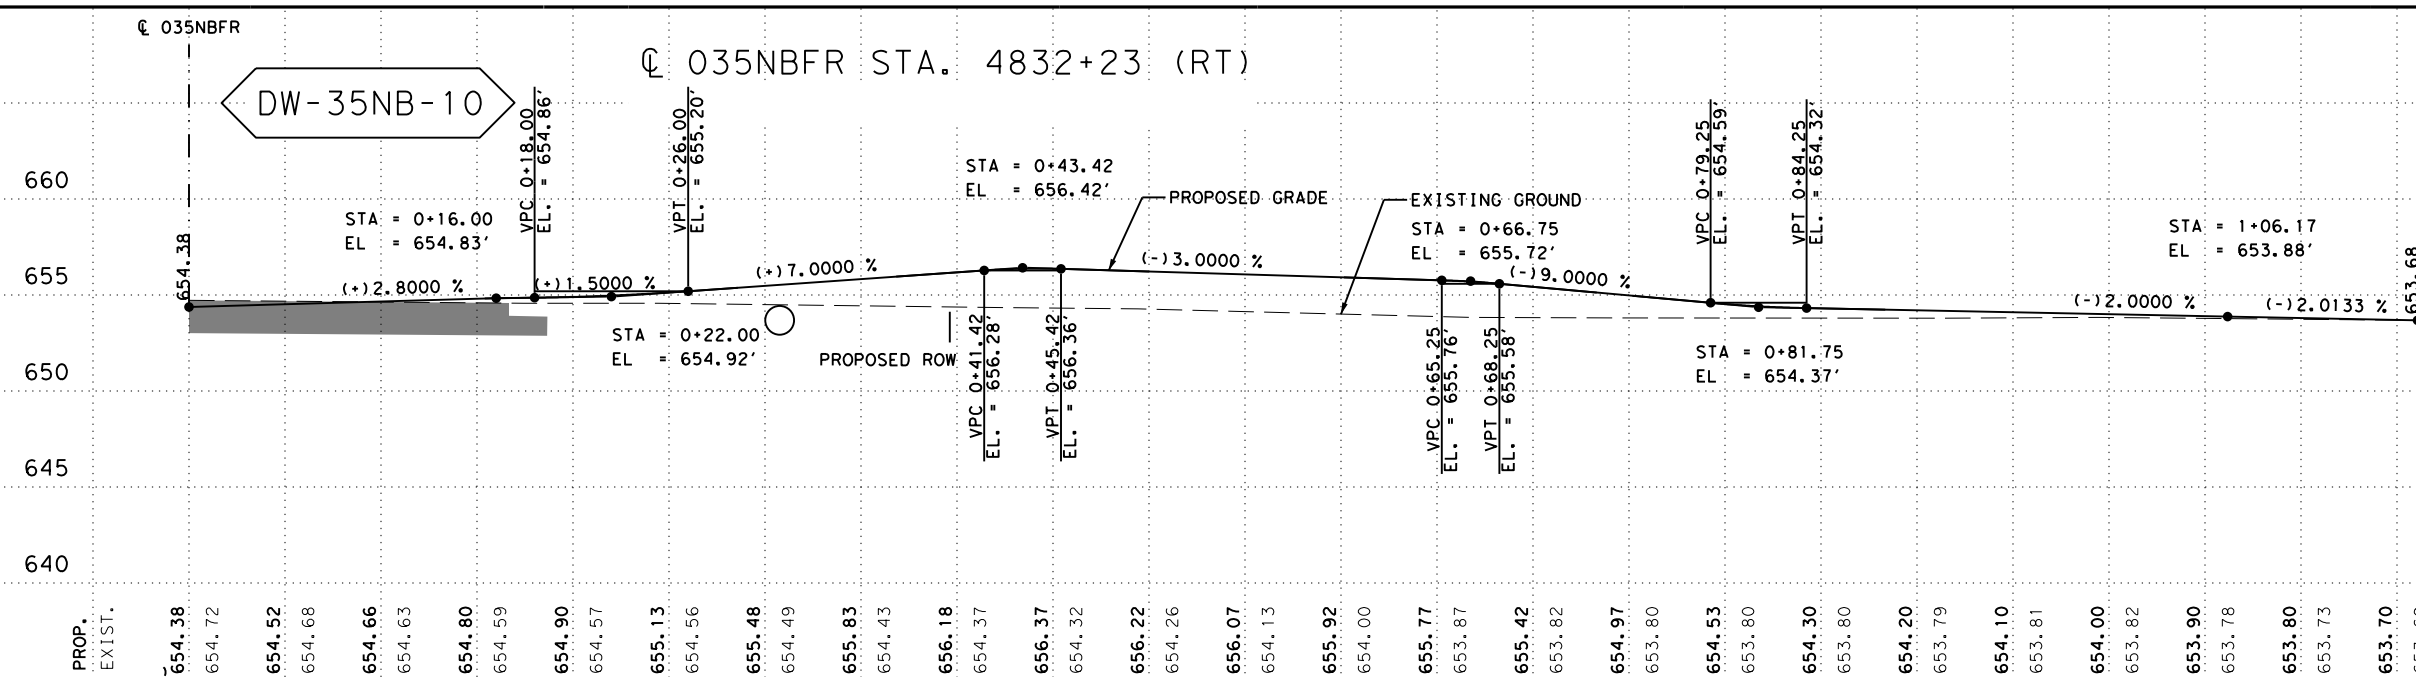 ℄ 035NBFR
℄ 035NBFR STA. 4832+23 (RT)
DW-35NB-10
660
655
650
645
640
654.38
STA = 0+16.00
EL = 654.83'
VPC 0+18.00
EL. = 654.86'
VPT 0+26.00
EL. = 655.20'
(+)2.8000 %
(+)1.5000 %
STA = 0+22.00
EL = 654.92'
(+)7.0000 %
PROPOSED ROW
STA = 0+43.42
EL = 656.42'
VPC 0+41.42
EL. = 656.28'
VPT 0+45.42
EL. = 656.36'
PROPOSED GRADE
(-)3.0000 %
EXISTING GROUND
STA = 0+66.75
EL = 655.72'
VPC 0+65.25
EL. = 655.76'
VPT 0+68.25
EL. = 655.58'
(-)9.0000 %
VPC 0+79.25
EL. = 654.59'
VPT 0+84.25
EL. = 654.32'
STA = 0+81.75
EL = 654.37'
STA = 1+06.17
EL = 653.88'
(-)2.0000 %
(-)2.0133 %
653.68
PROP.
EXIST.
654.38
654.72
654.52
654.68
654.66
654.63
654.80
654.59
654.90
654.57
655.13
654.56
655.48
654.49
655.83
654.43
656.18
654.37
656.37
654.32
656.22
654.26
656.07
654.13
655.92
654.00
655.77
653.87
655.42
653.82
654.97
653.80
654.53
653.80
654.30
653.80
654.20
653.79
654.10
653.81
654.00
653.82
653.90
653.78
653.80
653.73
653.70